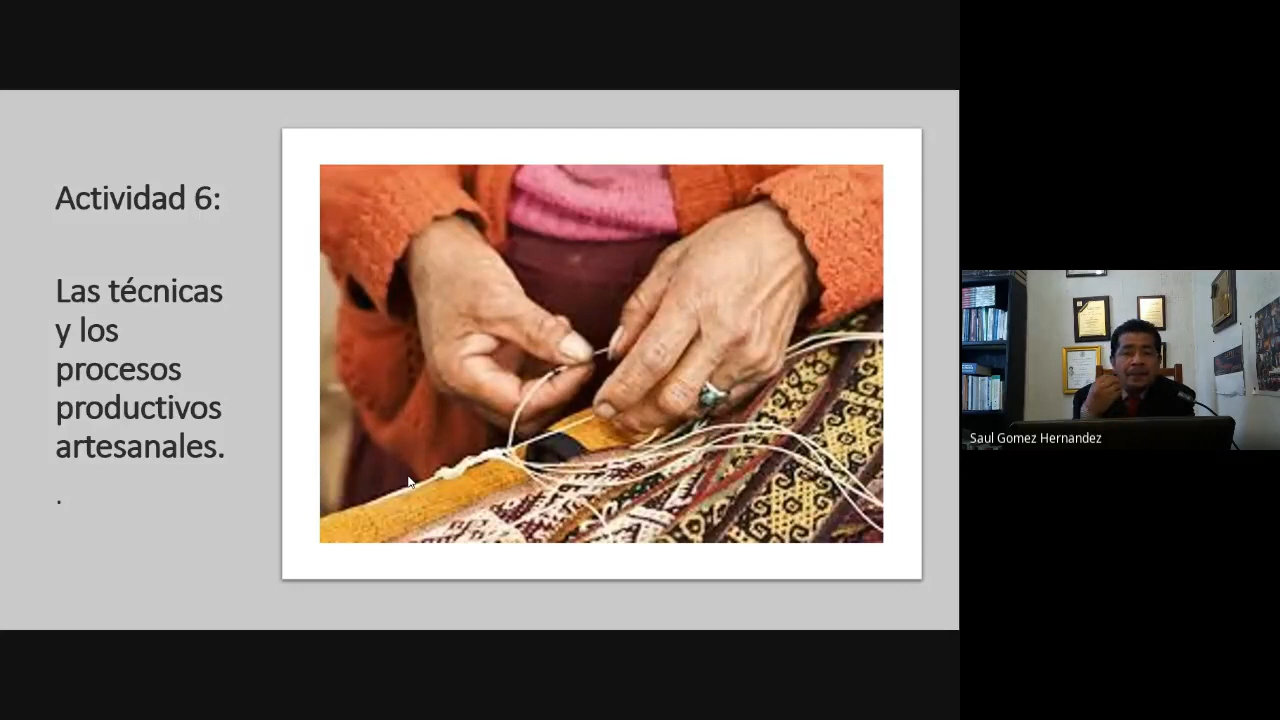 Actividad 6:
Las técnicas
y los
procesos
productivos
artesanales.
.
Saul Gomez Hernandez